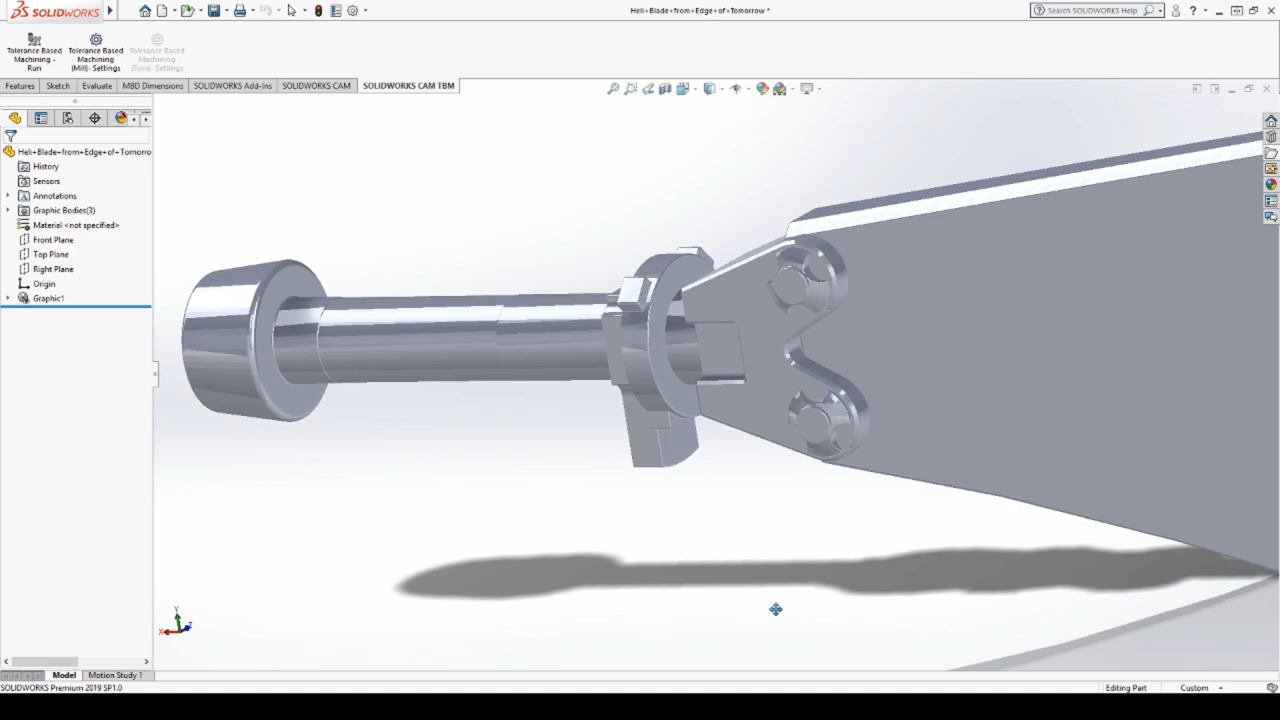 SOLIDWORKS
Heli+Blade+from+Edge+of+Tomorrow *
Search SOLIDWORKS Help
Tolerance Based Machining - Run
Tolerance Based Machining (Mill)- Settings
Tolerance Based Machining (Turn)- Settings
Features
Sketch
Evaluate
MBD Dimensions
SOLIDWORKS Add-Ins
SOLIDWORKS CAM
SOLIDWORKS CAM TBM
Heli+Blade+from+Edge+of+Tomorro
History
Sensors
Annotations
Graphic Bodies(3)
Material <not specified>
Front Plane
Top Plane
Right Plane
Origin
Graphic1
Y
X
Z
Model
Motion Study 1
SOLIDWORKS Premium 2019 SP1.0
Editing Part
Custom